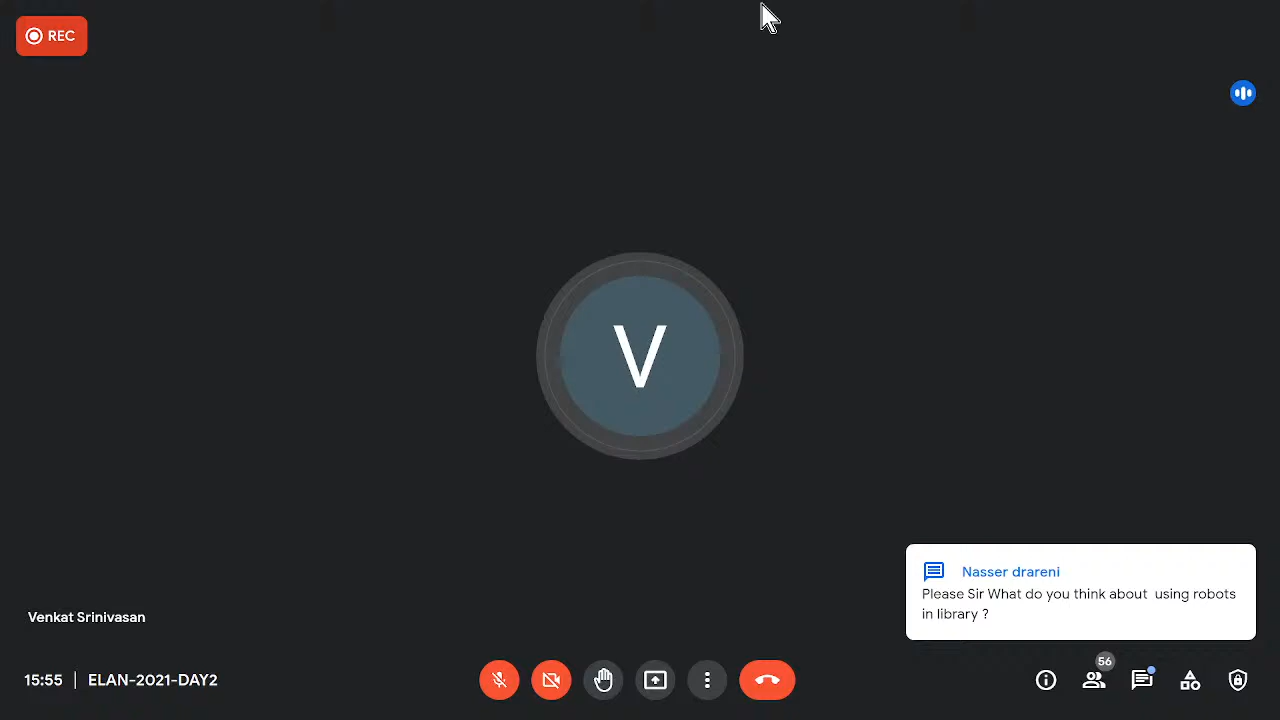 REC
V
Nasser drareni
Please Sir What do you think about  using robots
in library ?
Venkat Srinivasan
15:55 | ELAN-2021-DAY2
56